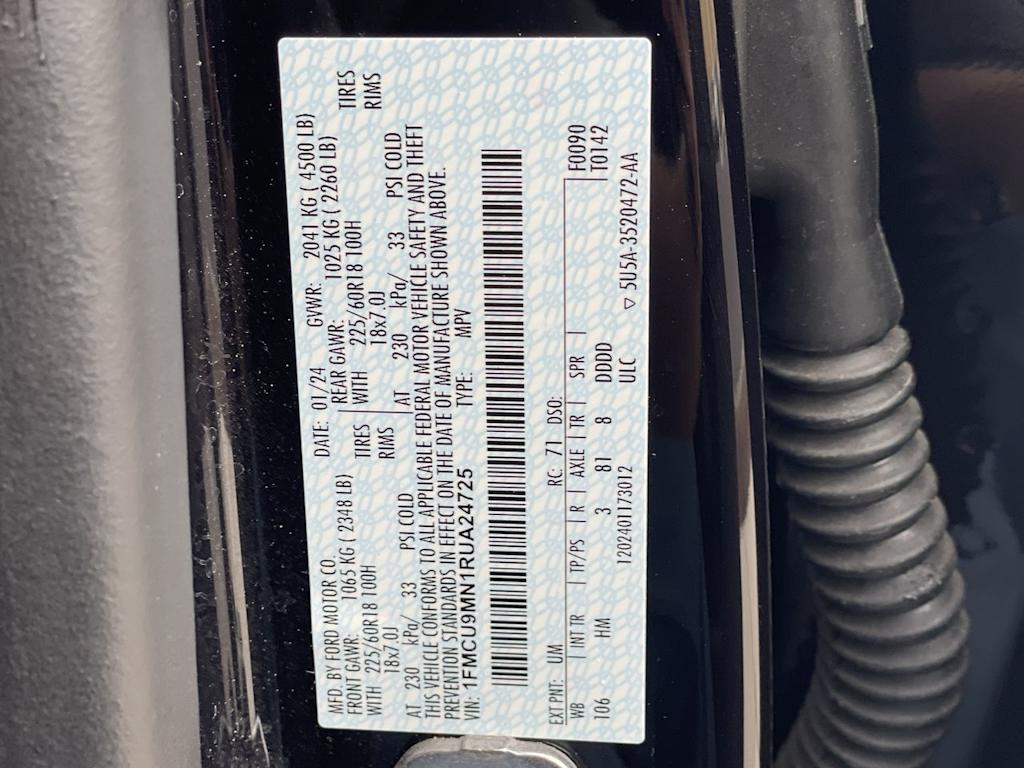 MFD. BY FORD MOTOR CO. DATE: 01/24 GVWR: 2041 KG ( 4500 LB)
FRONT GAWR: 1065 KG ( 2348 LB) REAR GAWR: 1025 KG ( 2260 LB)
WITH 225/60R18 100H TIRES WITH 225/60R18 100H TIRES
18x7.0J RIMS 18x7.0J RIMS
AT 230 kPa/ 33 PSI COLD AT 230 kPa/ 33 PSI COLD
THIS VEHICLE CONFORMS TO ALL APPLICABLE FEDERAL MOTOR VEHICLE SAFETY AND THEFT
PREVENTION STANDARDS IN EFFECT ON THE DATE OF MANUFACTURE SHOWN ABOVE.
VIN: 1FMCU9MN1RUA24725 TYPE: MPV
EXT PNT: UM RC: 71 DSO: F0090
WB | INT TR | TP/PS | R | AXLE | TR | SPR | T0142
106 HM 3 81 8 DDDD
1202401173012 ULC ▽ 5U5A-3520472-AA